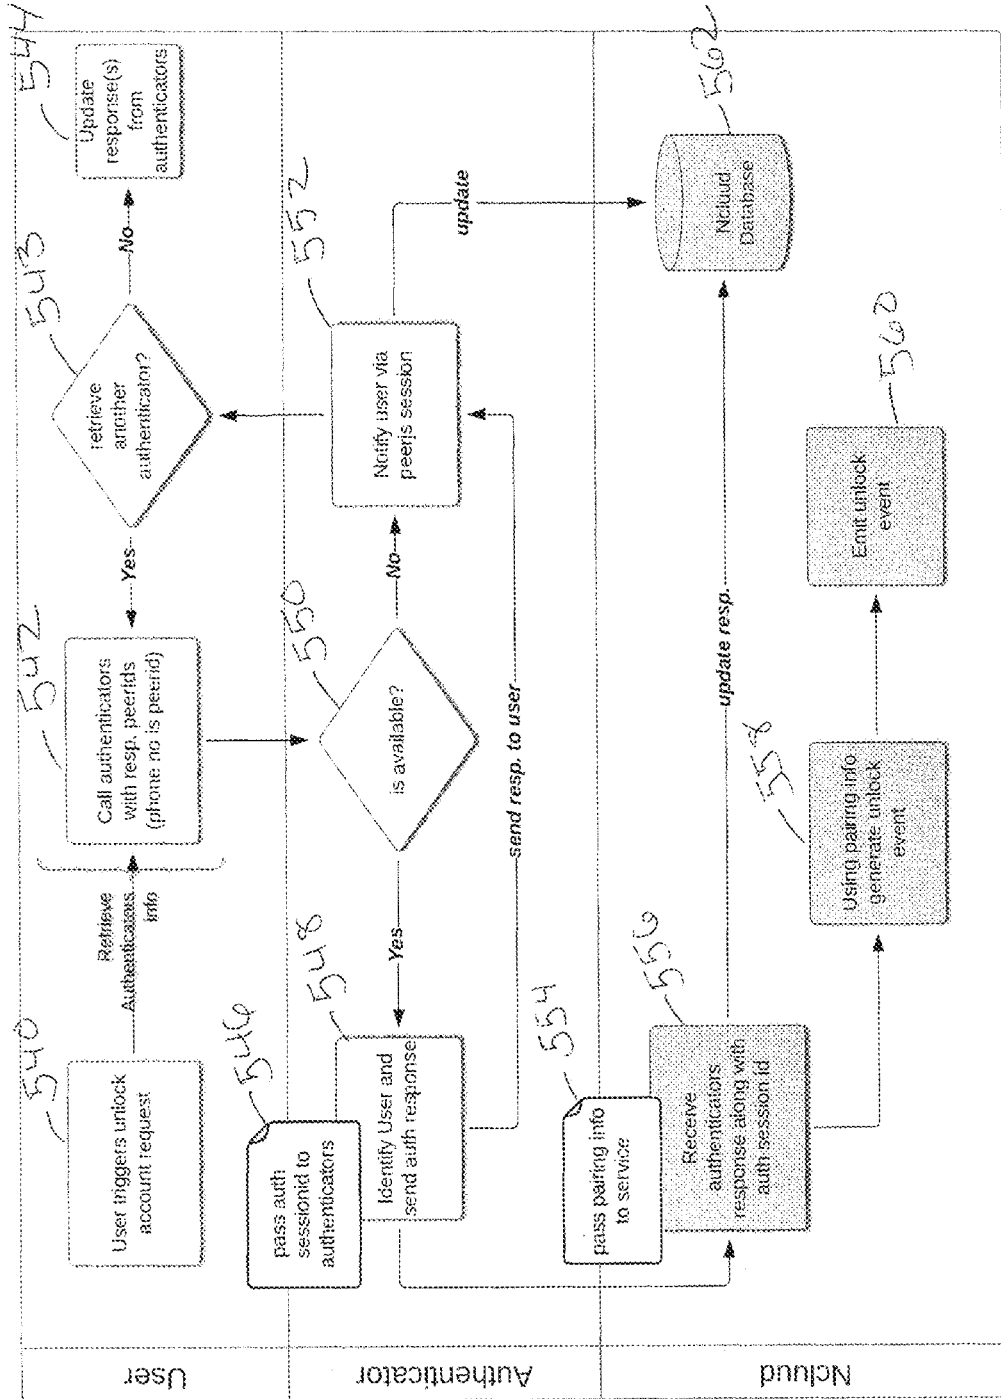 User
540
User triggers unlock
account request
Retrieve
Authenticators
info
542
Call authenticators
with resp. peerids
(phone no is peerid)
Yes
543
retrieve
another
authenticator?
No
544
Update
response(s)
from
authenticators
Authenticator
546
pass auth
sessionid to
authenticators
548
Identify User and
send auth response
Yes
550
is available?
No
552
Notify user via
peerjs session
update
send resp. to user
Ncluud
554
pass pairing info
to service
556
Receive
authenticators
response along with
auth session id
update resp.
558
Using pairing info
generate unlock
event
560
Emit unlock
event
562
Ncluud
Database